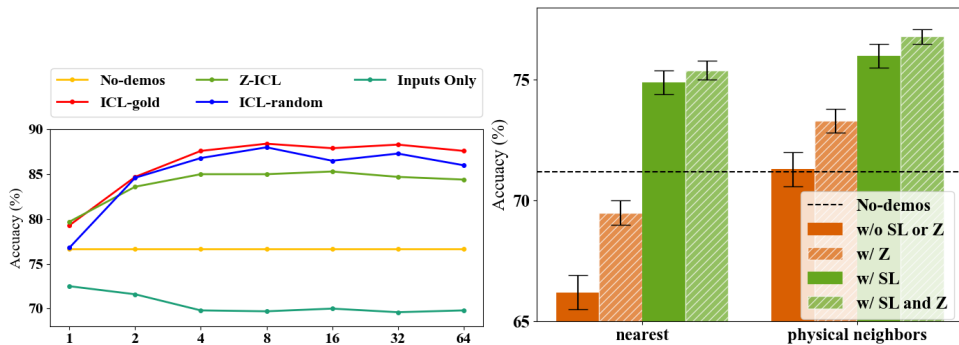 No-demos
Z-ICL
Inputs Only
ICL-gold
ICL-random
90
85
80
75
70
Accuacy (%)
1 2 4 8 16 32 64
75
70
65
Accuacy (%)
No-demos
w/o SL or Z
w/ Z
w/ SL
w/ SL and Z
nearest
physical neighbors